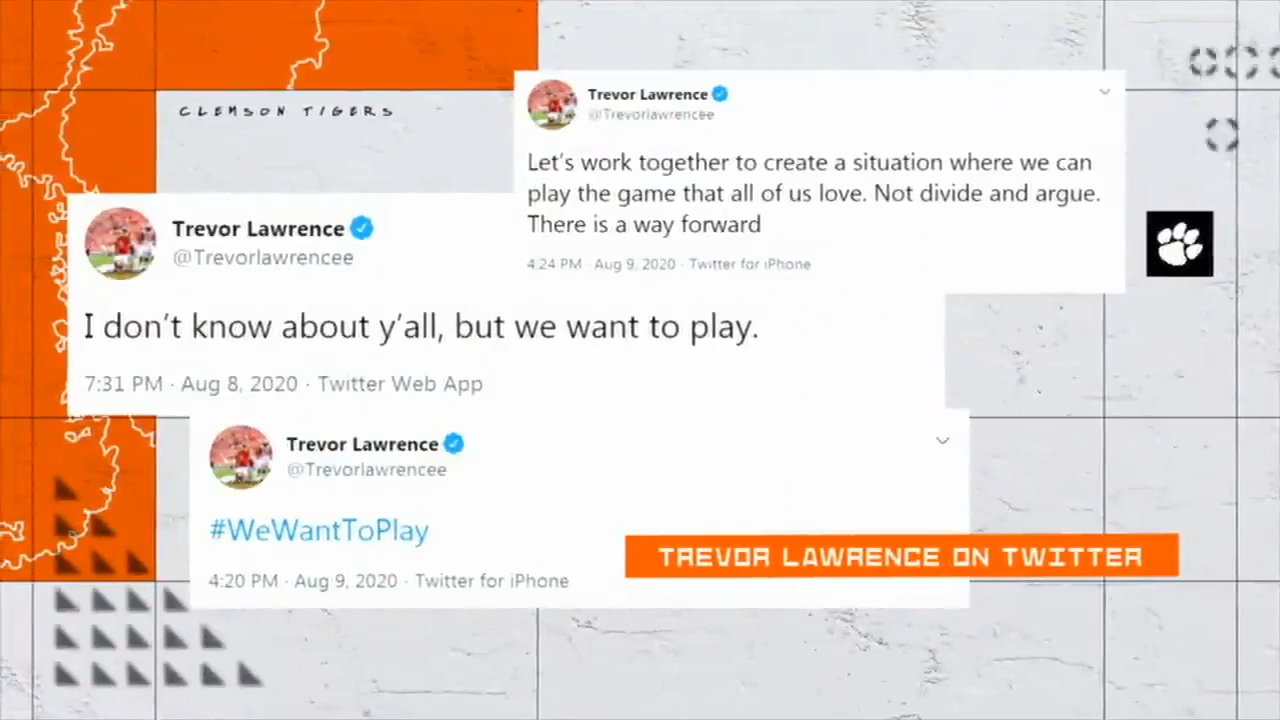 CLEMSON TIGERS
Trevor Lawrence
@Trevorlawrencee
Let's work together to create a situation where we can
play the game that all of us love. Not divide and argue.
There is a way forward
4:24 PM · Aug 9, 2020 · Twitter for iPhone
Trevor Lawrence
@Trevorlawrencee
I don't know about y'all, but we want to play.
7:31 PM · Aug 8, 2020 · Twitter Web App
Trevor Lawrence
@Trevorlawrencee
#WeWantToPlay
4:20 PM · Aug 9, 2020 · Twitter for iPhone
TREVOR LAWRENCE ON TWITTER